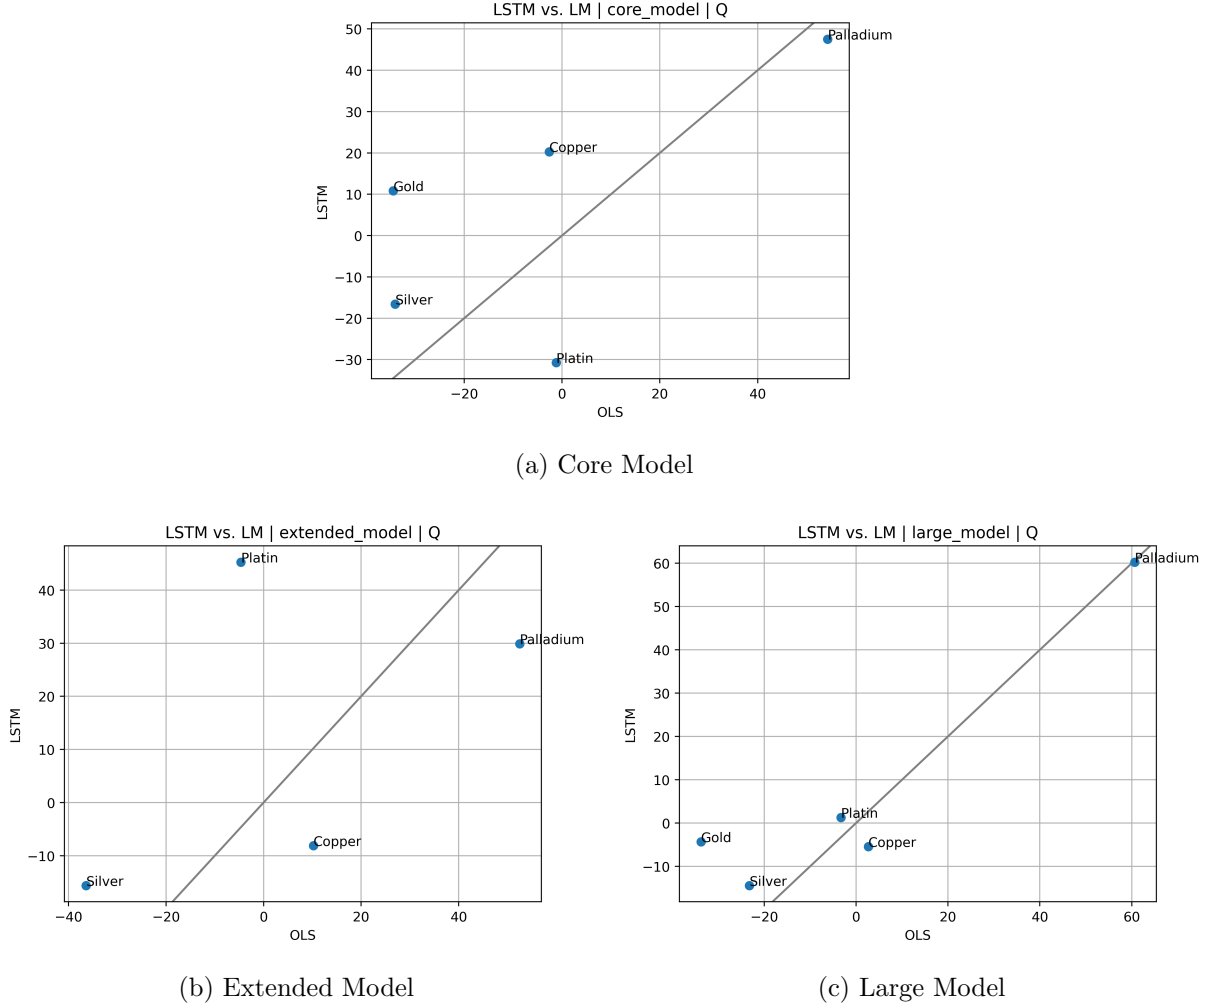 LSTM vs. LM | core_model | Q
50
40
30
20
10
0
−10
−20
−30
LSTM
Palladium
Copper
Gold
Silver
Platin
−20 0 20 40
OLS
(a) Core Model
LSTM vs. LM | extended_model | Q
40
30
20
10
0
−10
LSTM
Platin
Palladium
Copper
Silver
−40 −20 0 20 40
OLS
(b) Extended Model
LSTM vs. LM | large_model | Q
60
50
40
30
20
10
0
−10
LSTM
Palladium
Platin
Gold
Copper
Silver
−20 0 20 40 60
OLS
(c) Large Model